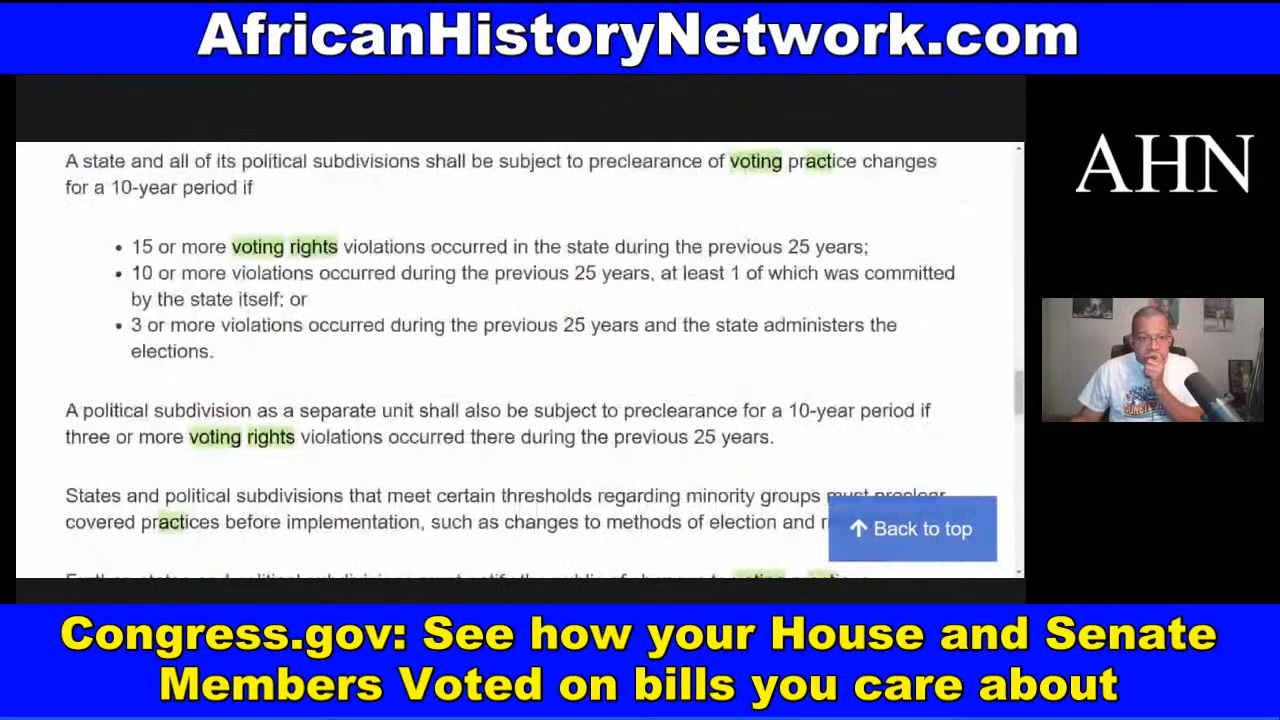 AfricanHistoryNetwork.com
A state and all of its political subdivisions shall be subject to preclearance of voting practice changes
for a 10-year period if
• 15 or more voting rights violations occurred in the state during the previous 25 years;
• 10 or more violations occurred during the previous 25 years, at least 1 of which was committed
by the state itself; or
• 3 or more violations occurred during the previous 25 years and the state administers the
elections.
A political subdivision as a separate unit shall also be subject to preclearance for a 10-year period if
three or more voting rights violations occurred there during the previous 25 years.
States and political subdivisions that meet certain thresholds regarding minority groups must preclear
covered practices before implementation, such as changes to methods of election and
Back to top
AHN
Congress.gov: See how your House and Senate
Members Voted on bills you care about